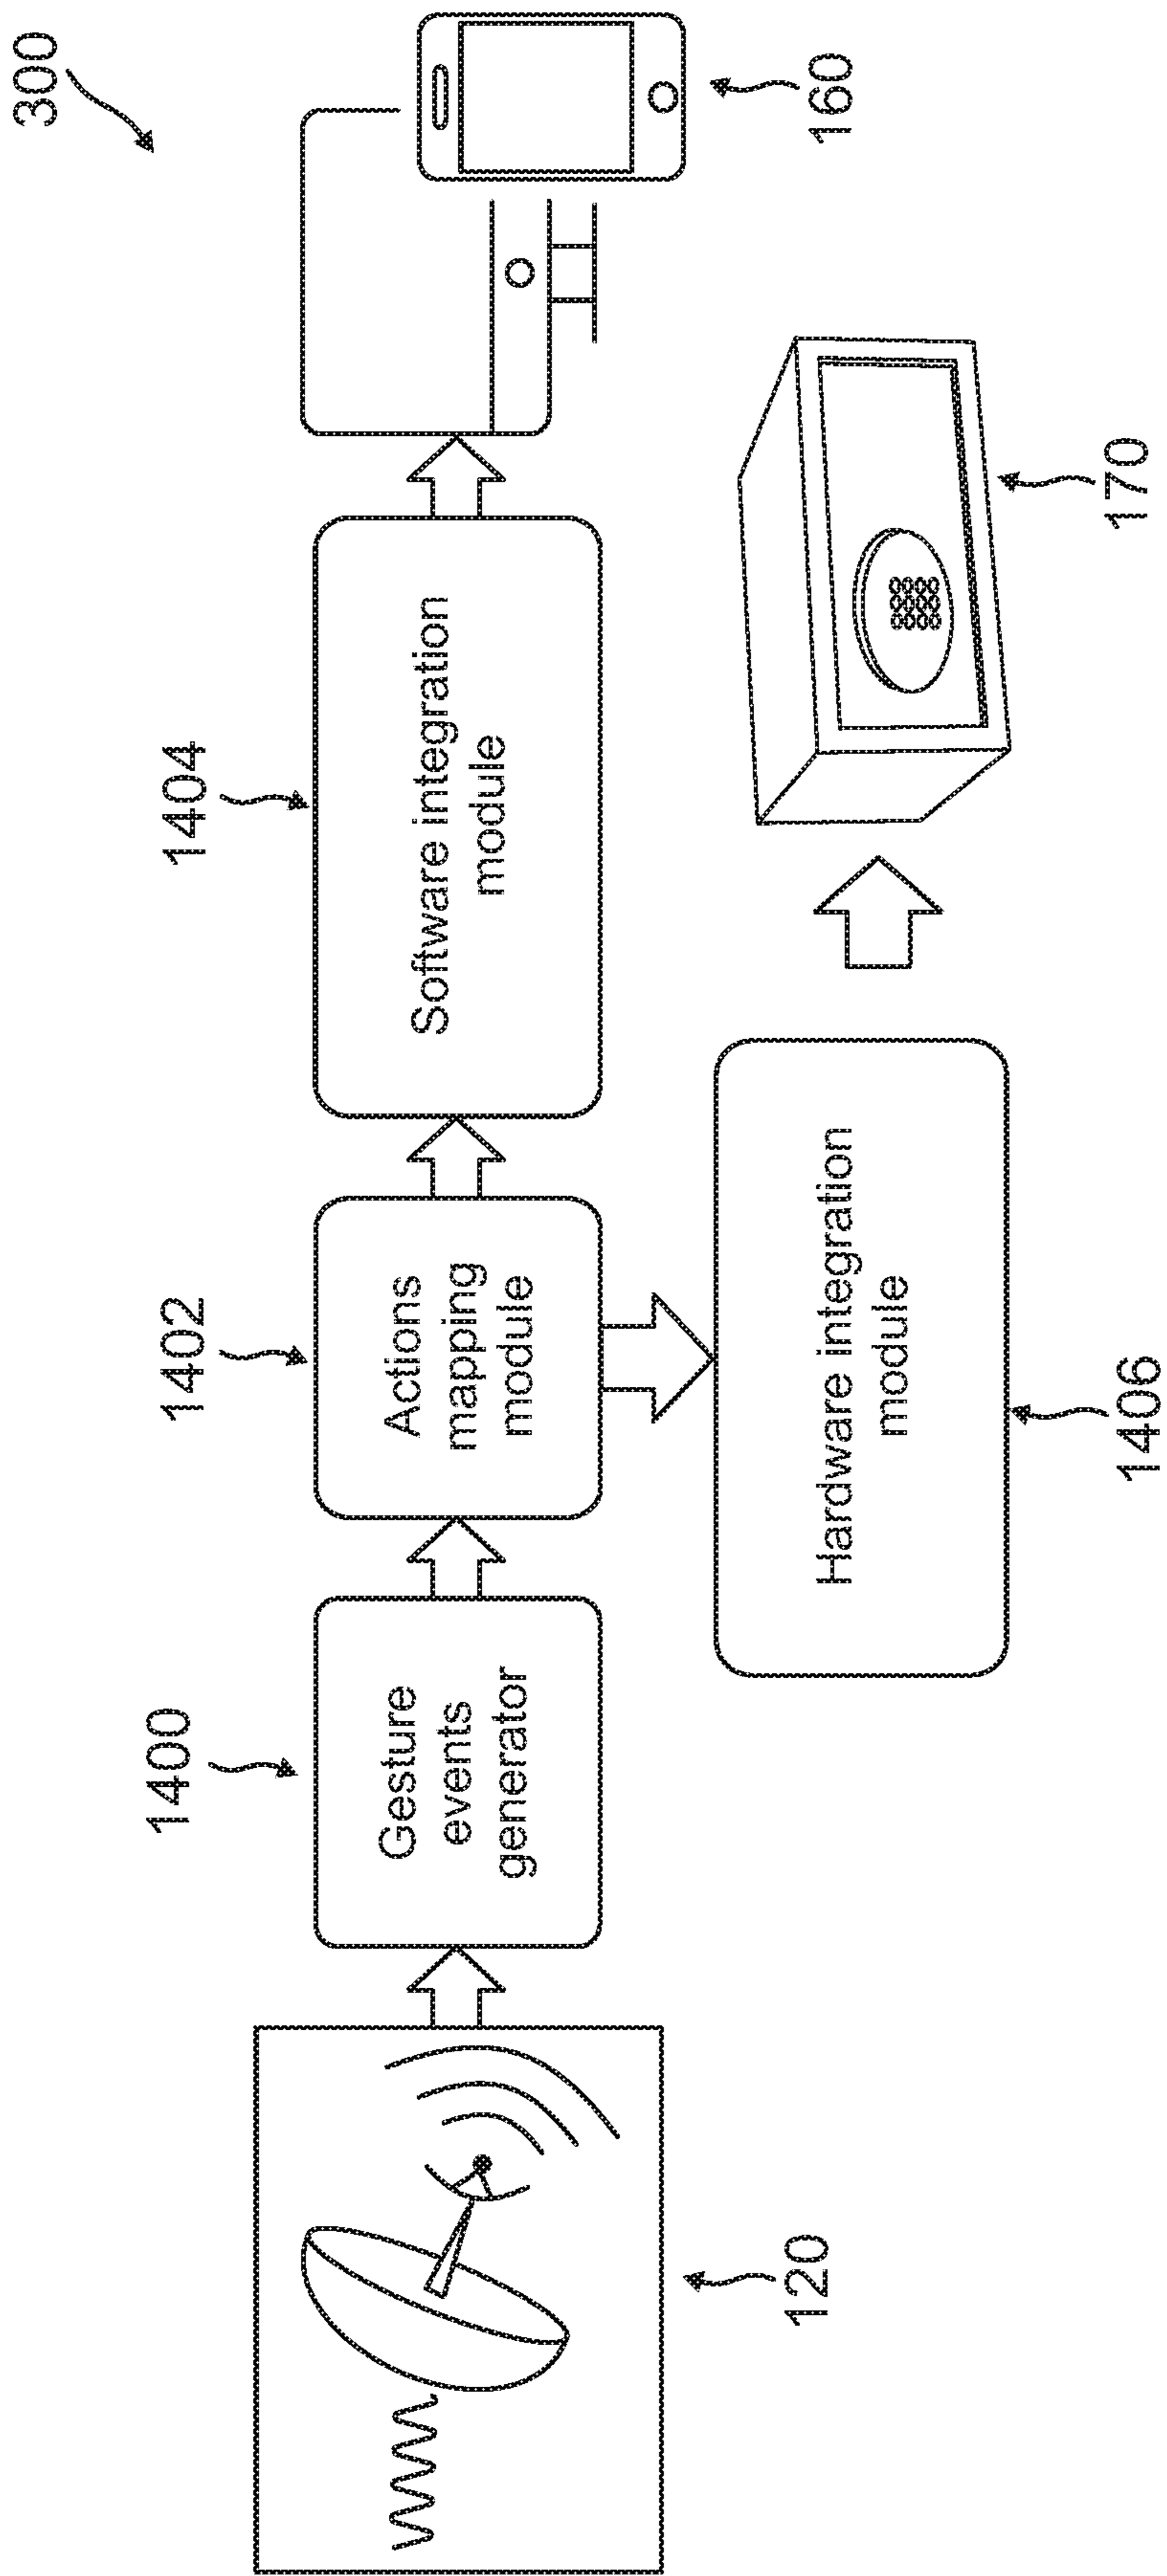 300
1404
1402
1400
Software integration
module
Actions
mapping
module
Gesture
events
generator
160
170
Hardware integration
module
1406
120